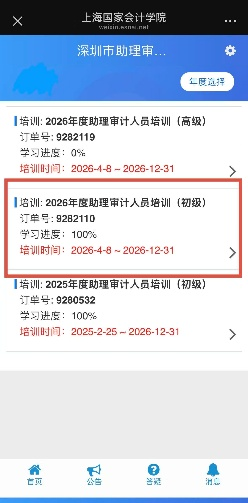 上海国家会计学院
weixin.esnai.net
深圳市助理审...
年度选择
培训: 2026年度助理审计人员培训（高级）
订单号: 9282119
学习进度：0%
培训时间：2026-4-8 ~ 2026-12-31
培训: 2026年度助理审计人员培训（初级）
订单号: 9282110
学习进度：100%
培训时间：2026-4-8 ~ 2026-12-31
培训: 2025年度助理审计人员培训（初级）
订单号: 9280532
学习进度：100%
培训时间：2025-2-25 ~ 2026-12-31
首页 公告 答疑 消息